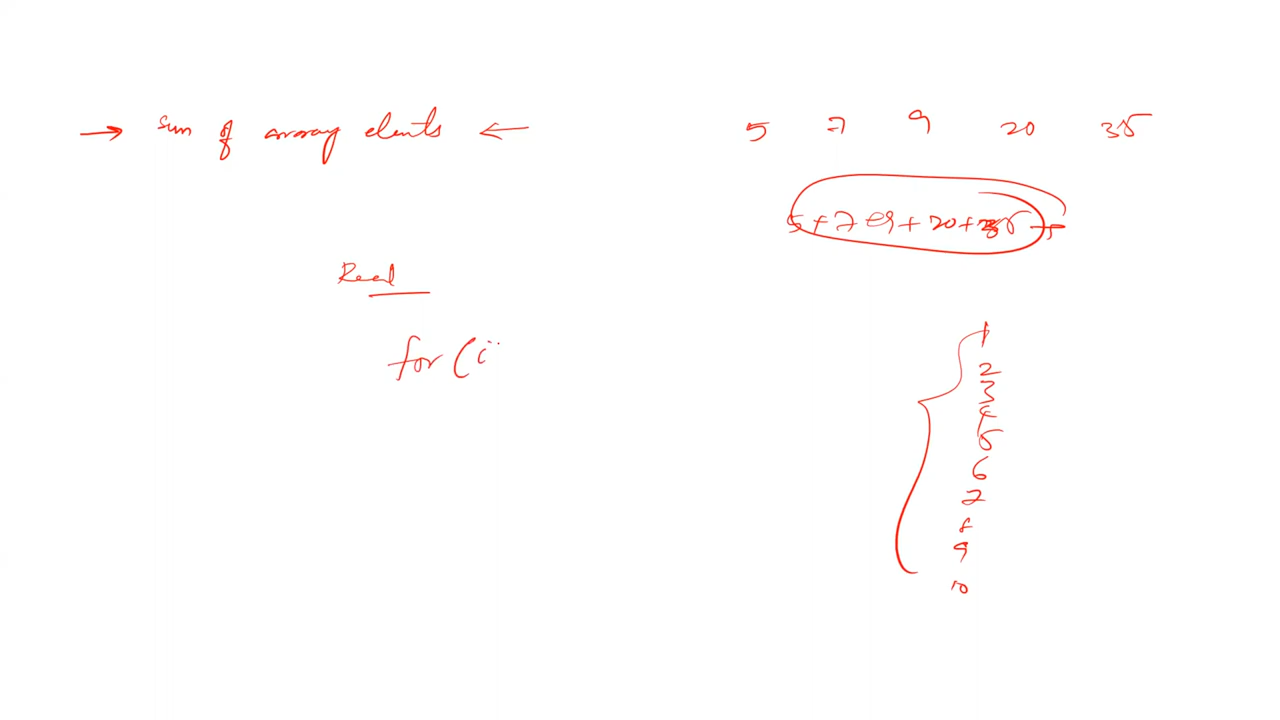 → sum of array elents ←
5 7 9 20 35
5 + 7 + 9 + 20 + 35
Read
for (i
1
2
3
4
5
6
7
8
9
10